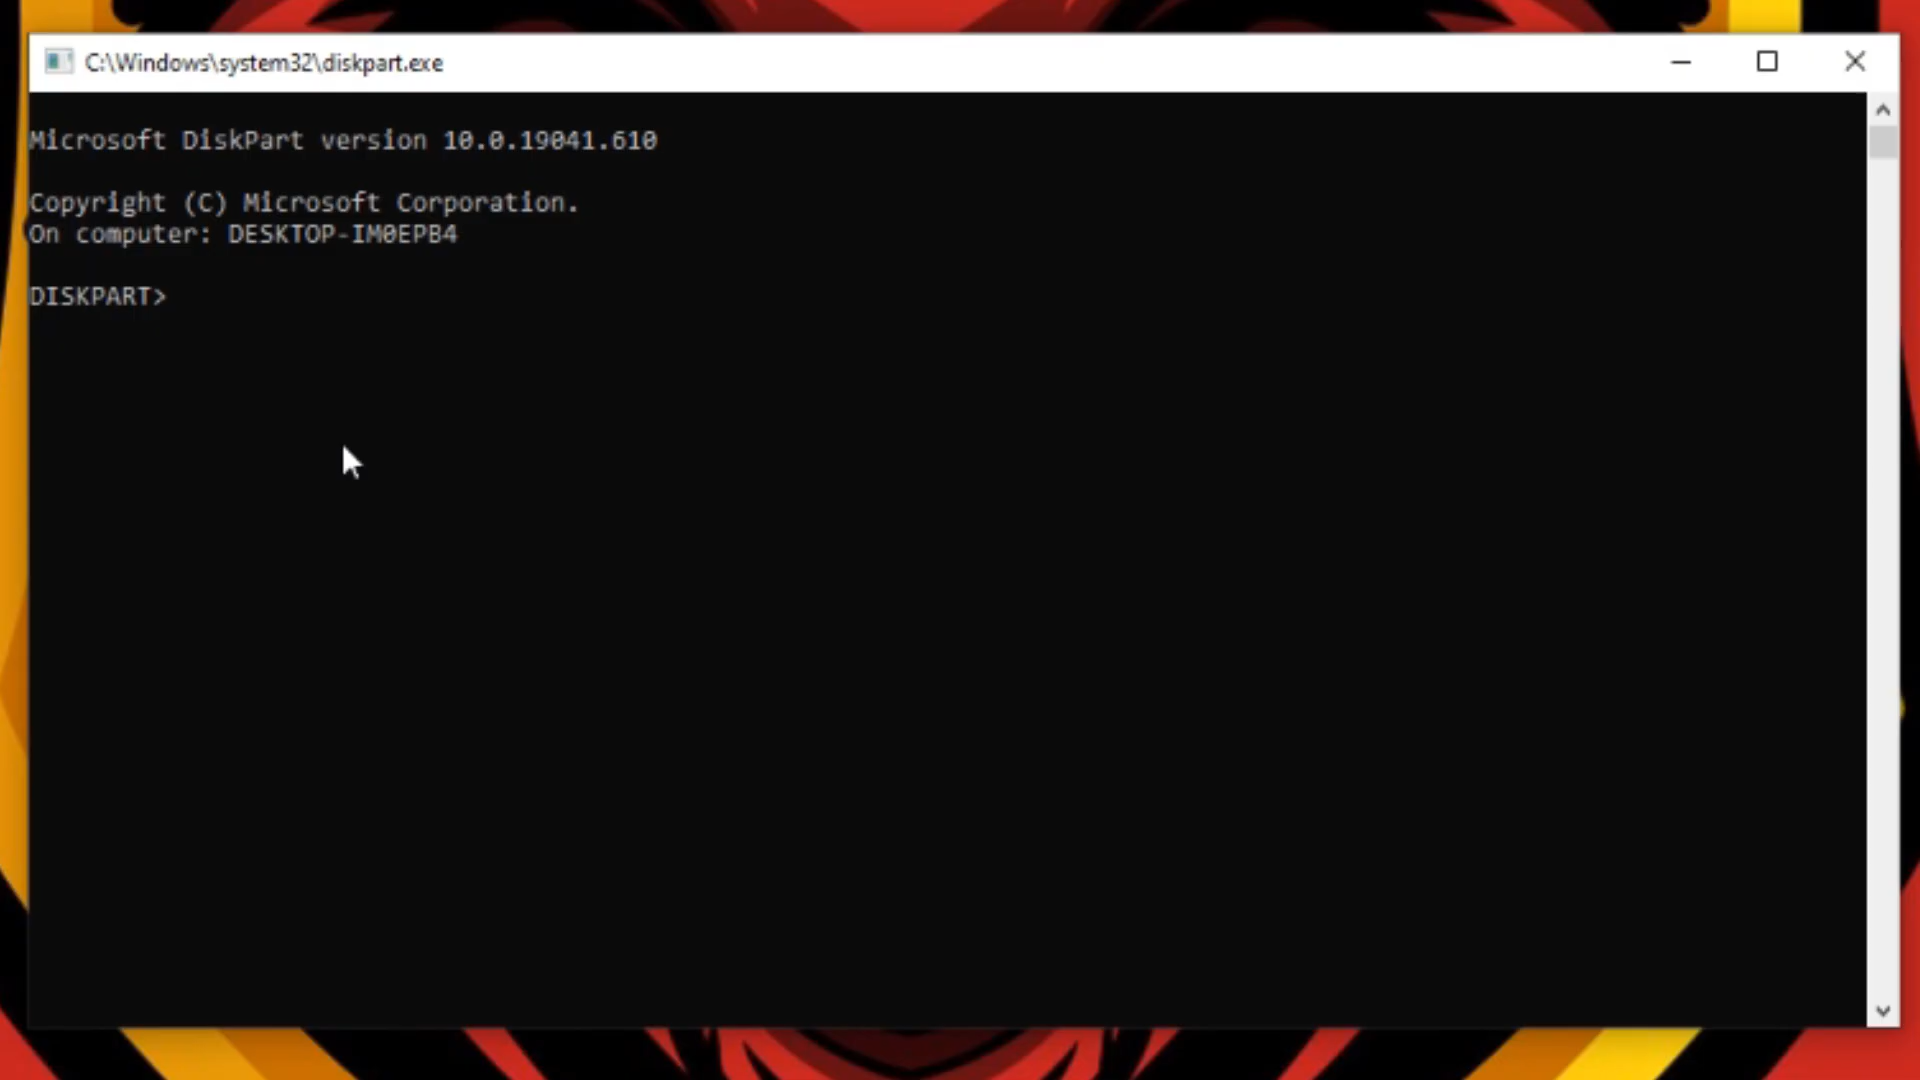 C:\Windows\system32\diskpart.exe
Microsoft DiskPart version 10.0.19041.610
Copyright (C) Microsoft Corporation.
On computer: DESKTOP-IM0EPB4
DISKPART>